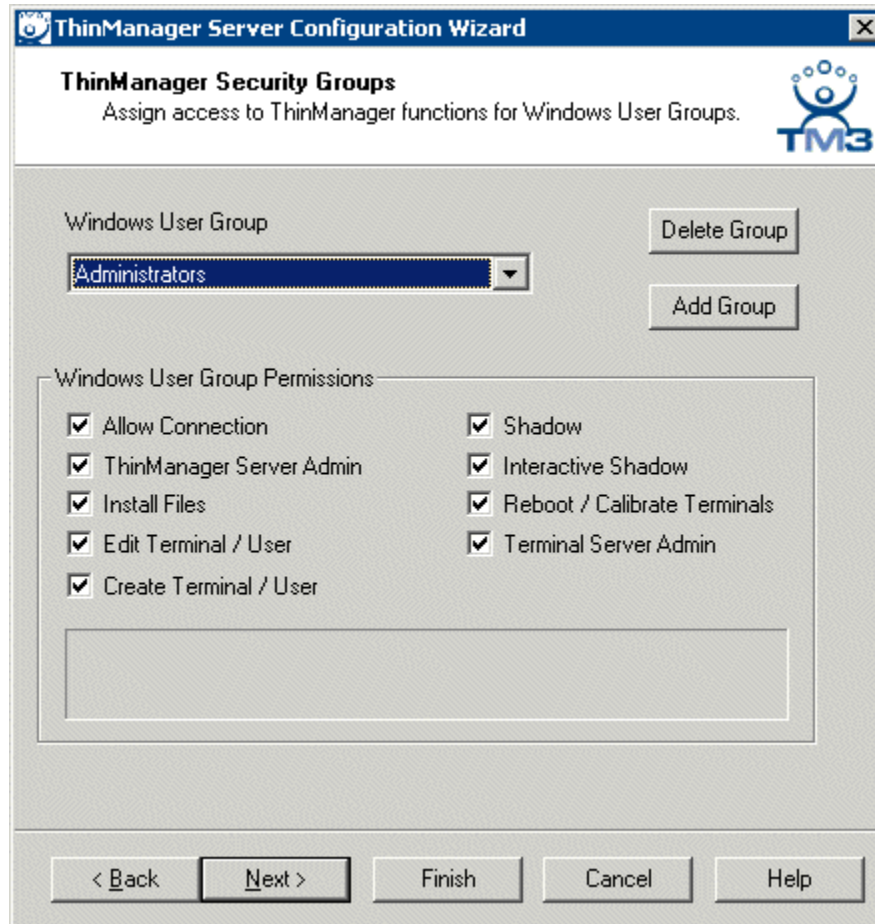 ThinManager Server Configuration Wizard
ThinManager Security Groups
Assign access to ThinManager functions for Windows User Groups.
TM3
Windows User Group
Delete Group
Administrators
Add Group
Windows User Group Permissions
Allow Connection
Shadow
ThinManager Server Admin
Interactive Shadow
Install Files
Reboot / Calibrate Terminals
Edit Terminal / User
Terminal Server Admin
Create Terminal / User
< Back
Next >
Finish
Cancel
Help